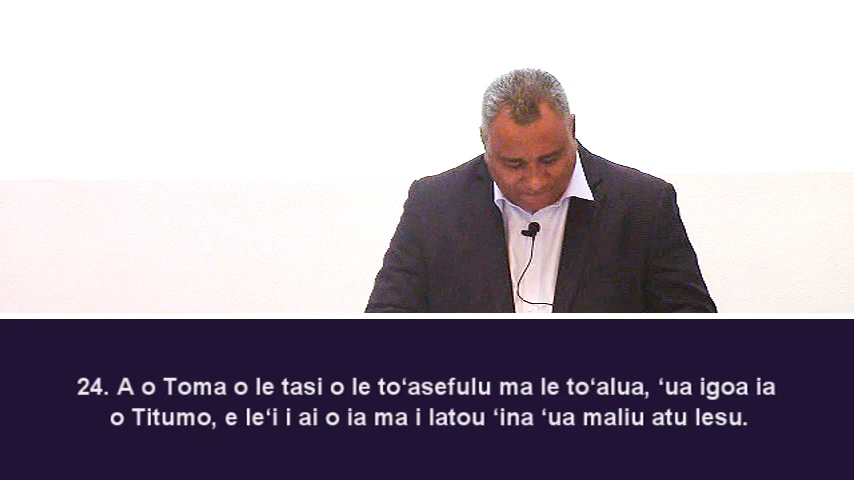 24. A o Toma o le tasi o le to‘asefulu ma le to‘alua, ‘ua igoa ia
o Titumo, e le‘i i ai o ia ma i latou ‘ina ‘ua maliu atu Iesu.